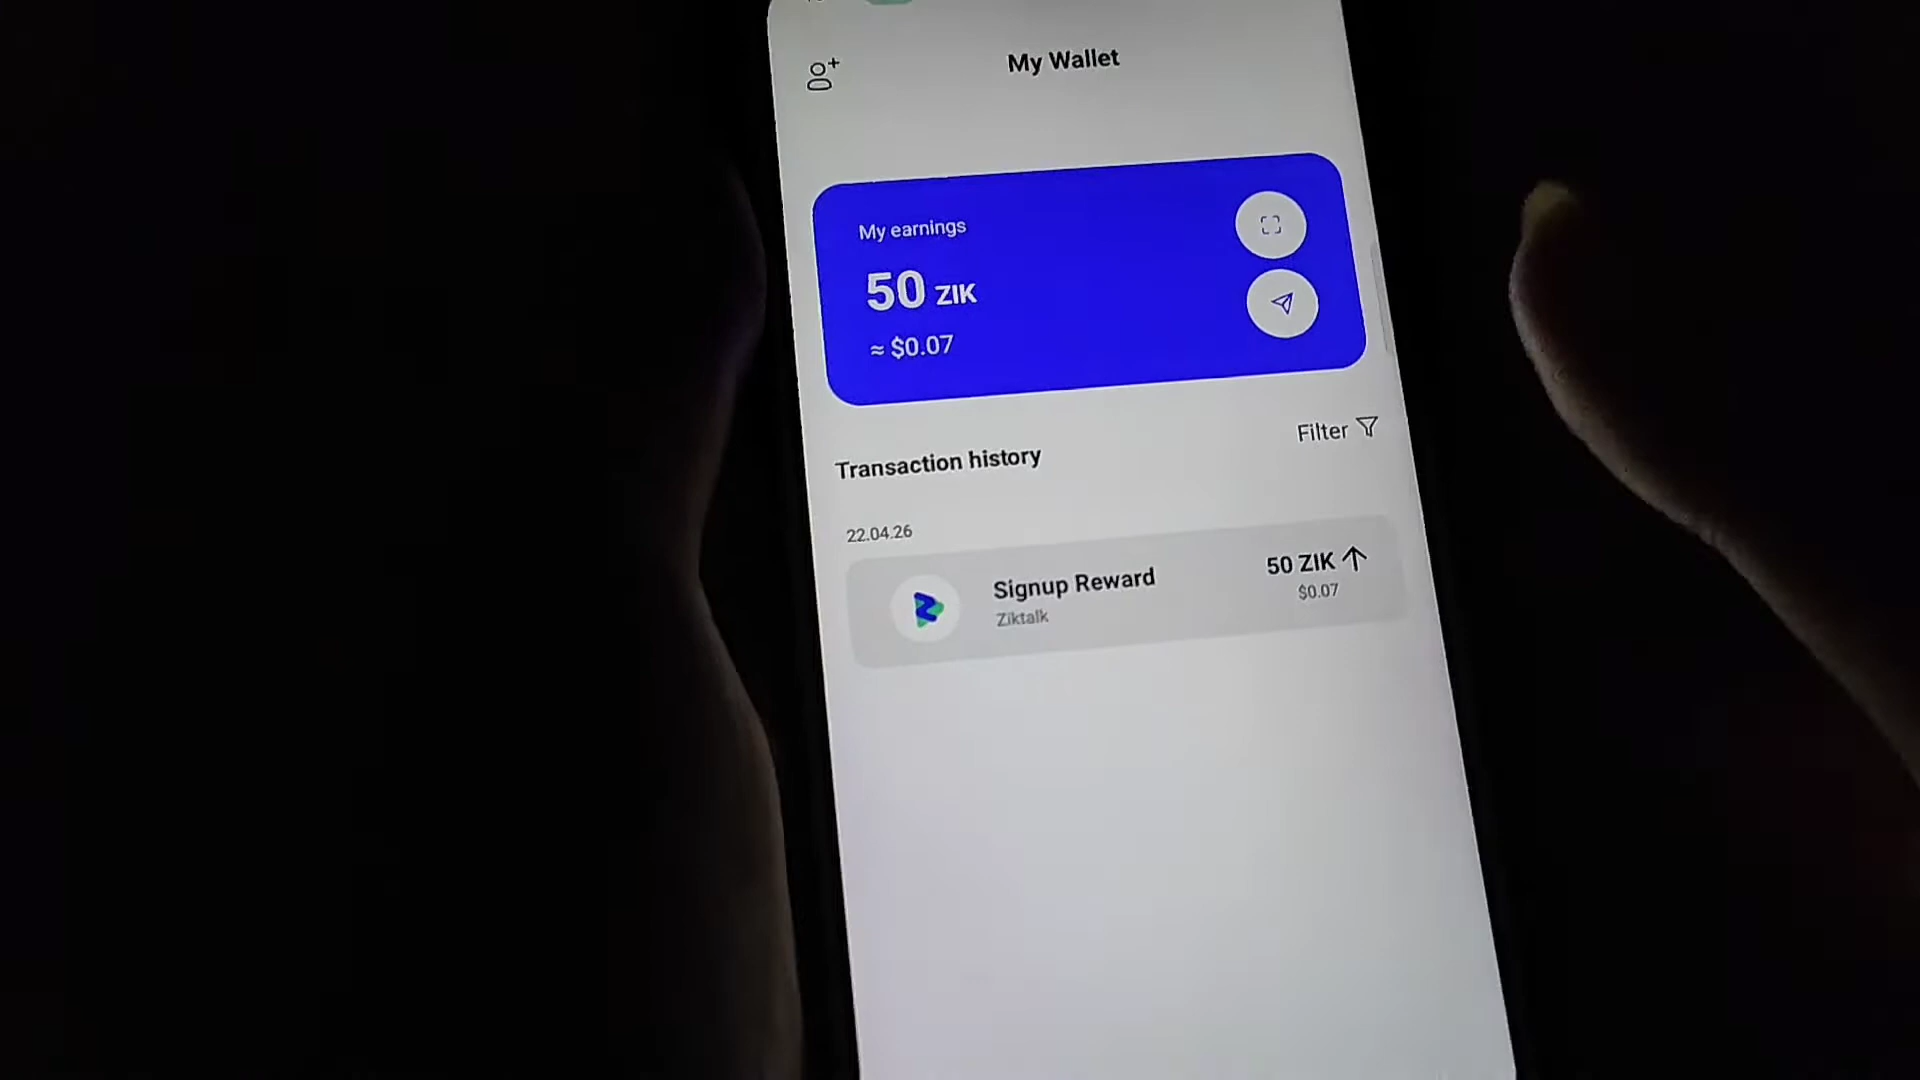 My Wallet
My earnings
50 ZIK
≈ $0.07
Filter
Transaction history
22.04.26
Signup Reward
50 ZIK
Ziktalk
$0.07